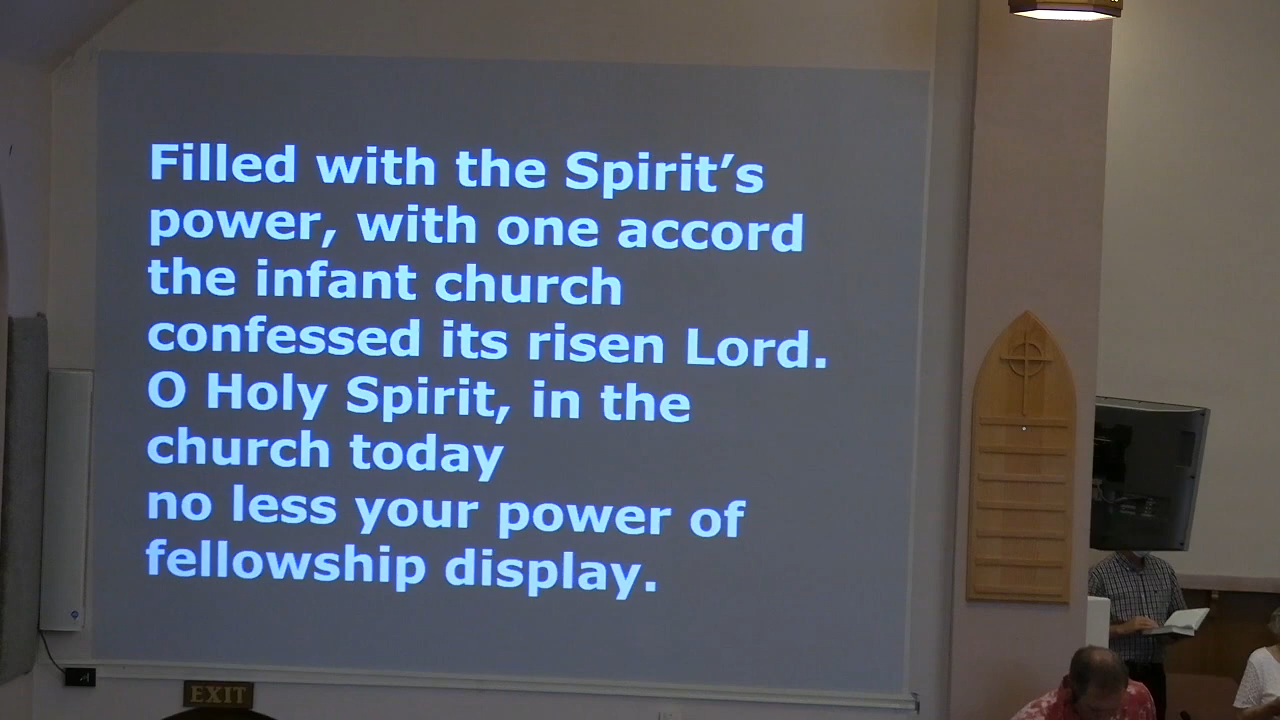 Filled with the Spirit’s
power, with one accord
the infant church
confessed its risen Lord.
O Holy Spirit, in the
church today
no less your power of
fellowship display.
EXIT